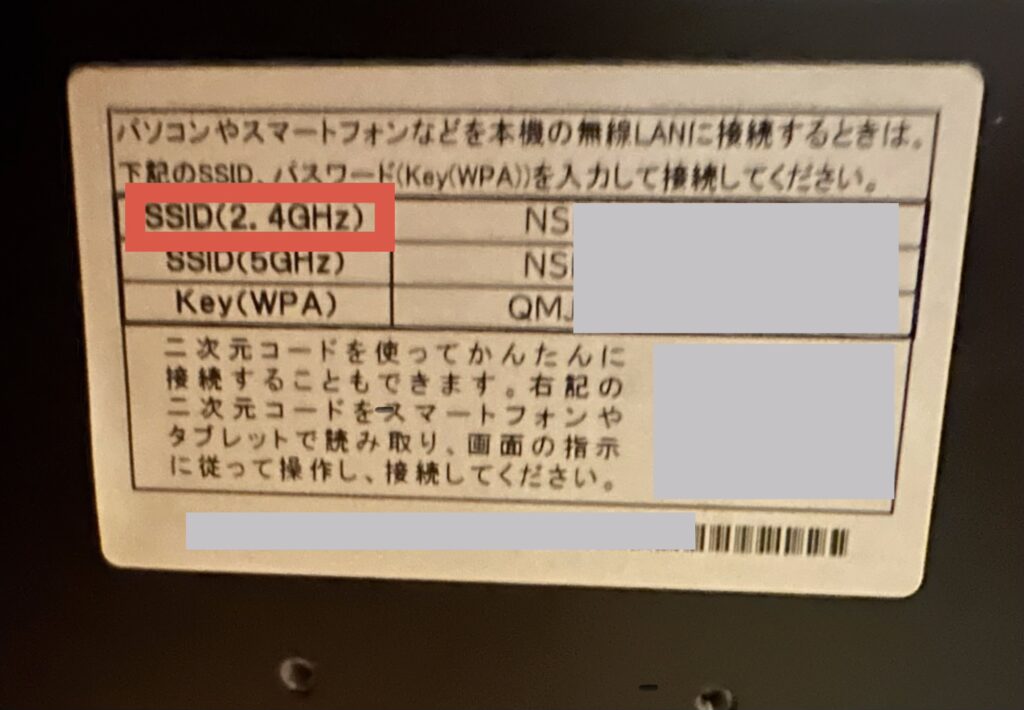 パソコンやスマートフォンなどを本機の無線LANに接続するときは、
下記のSSID、パスワード(Key(WPA))を入力して接続してください。
SSID(2.4GHz) NS
SSID(5GHz) NS
Key(WPA) QMJ
二次元コードを使ってかんたんに
接続することもできます。右記の
二次元コードをスマートフォンや
タブレットで読み取り、画面の指示
に従って操作し、接続してください。